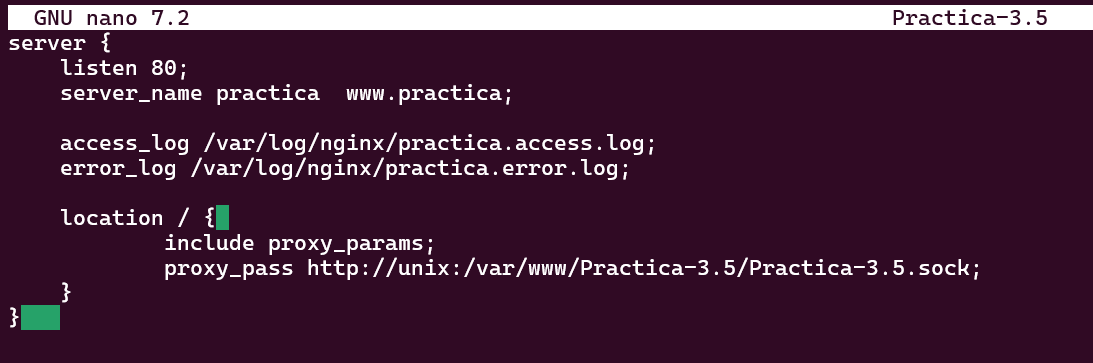 GNU nano 7.2 Practica-3.5
server {
    listen 80;
    server_name practica  www.practica;

    access_log /var/log/nginx/practica.access.log;
    error_log /var/log/nginx/practica.error.log;

    location / {
            include proxy_params;
            proxy_pass http://unix:/var/www/Practica-3.5/Practica-3.5.sock;
    }
}